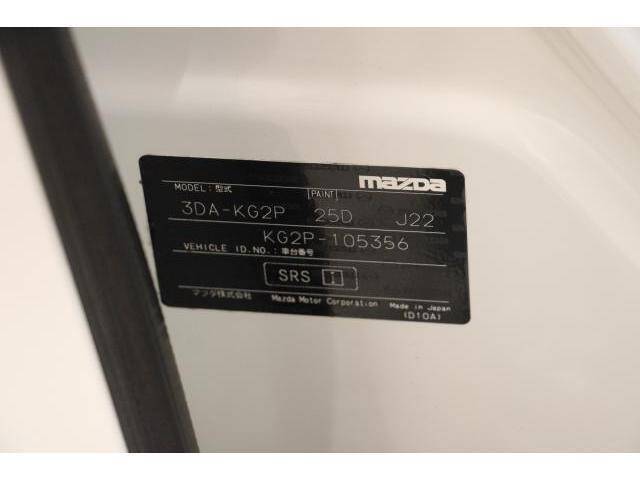 mazda
MODEL:型式 PAINT
3DA-KG2P 25D J22
KG2P-105356
VEHICLE ID.NO.:車台番号
SRS i
マツダ株式会社 Mazda Motor Corporation Made in Japan
(D10A)